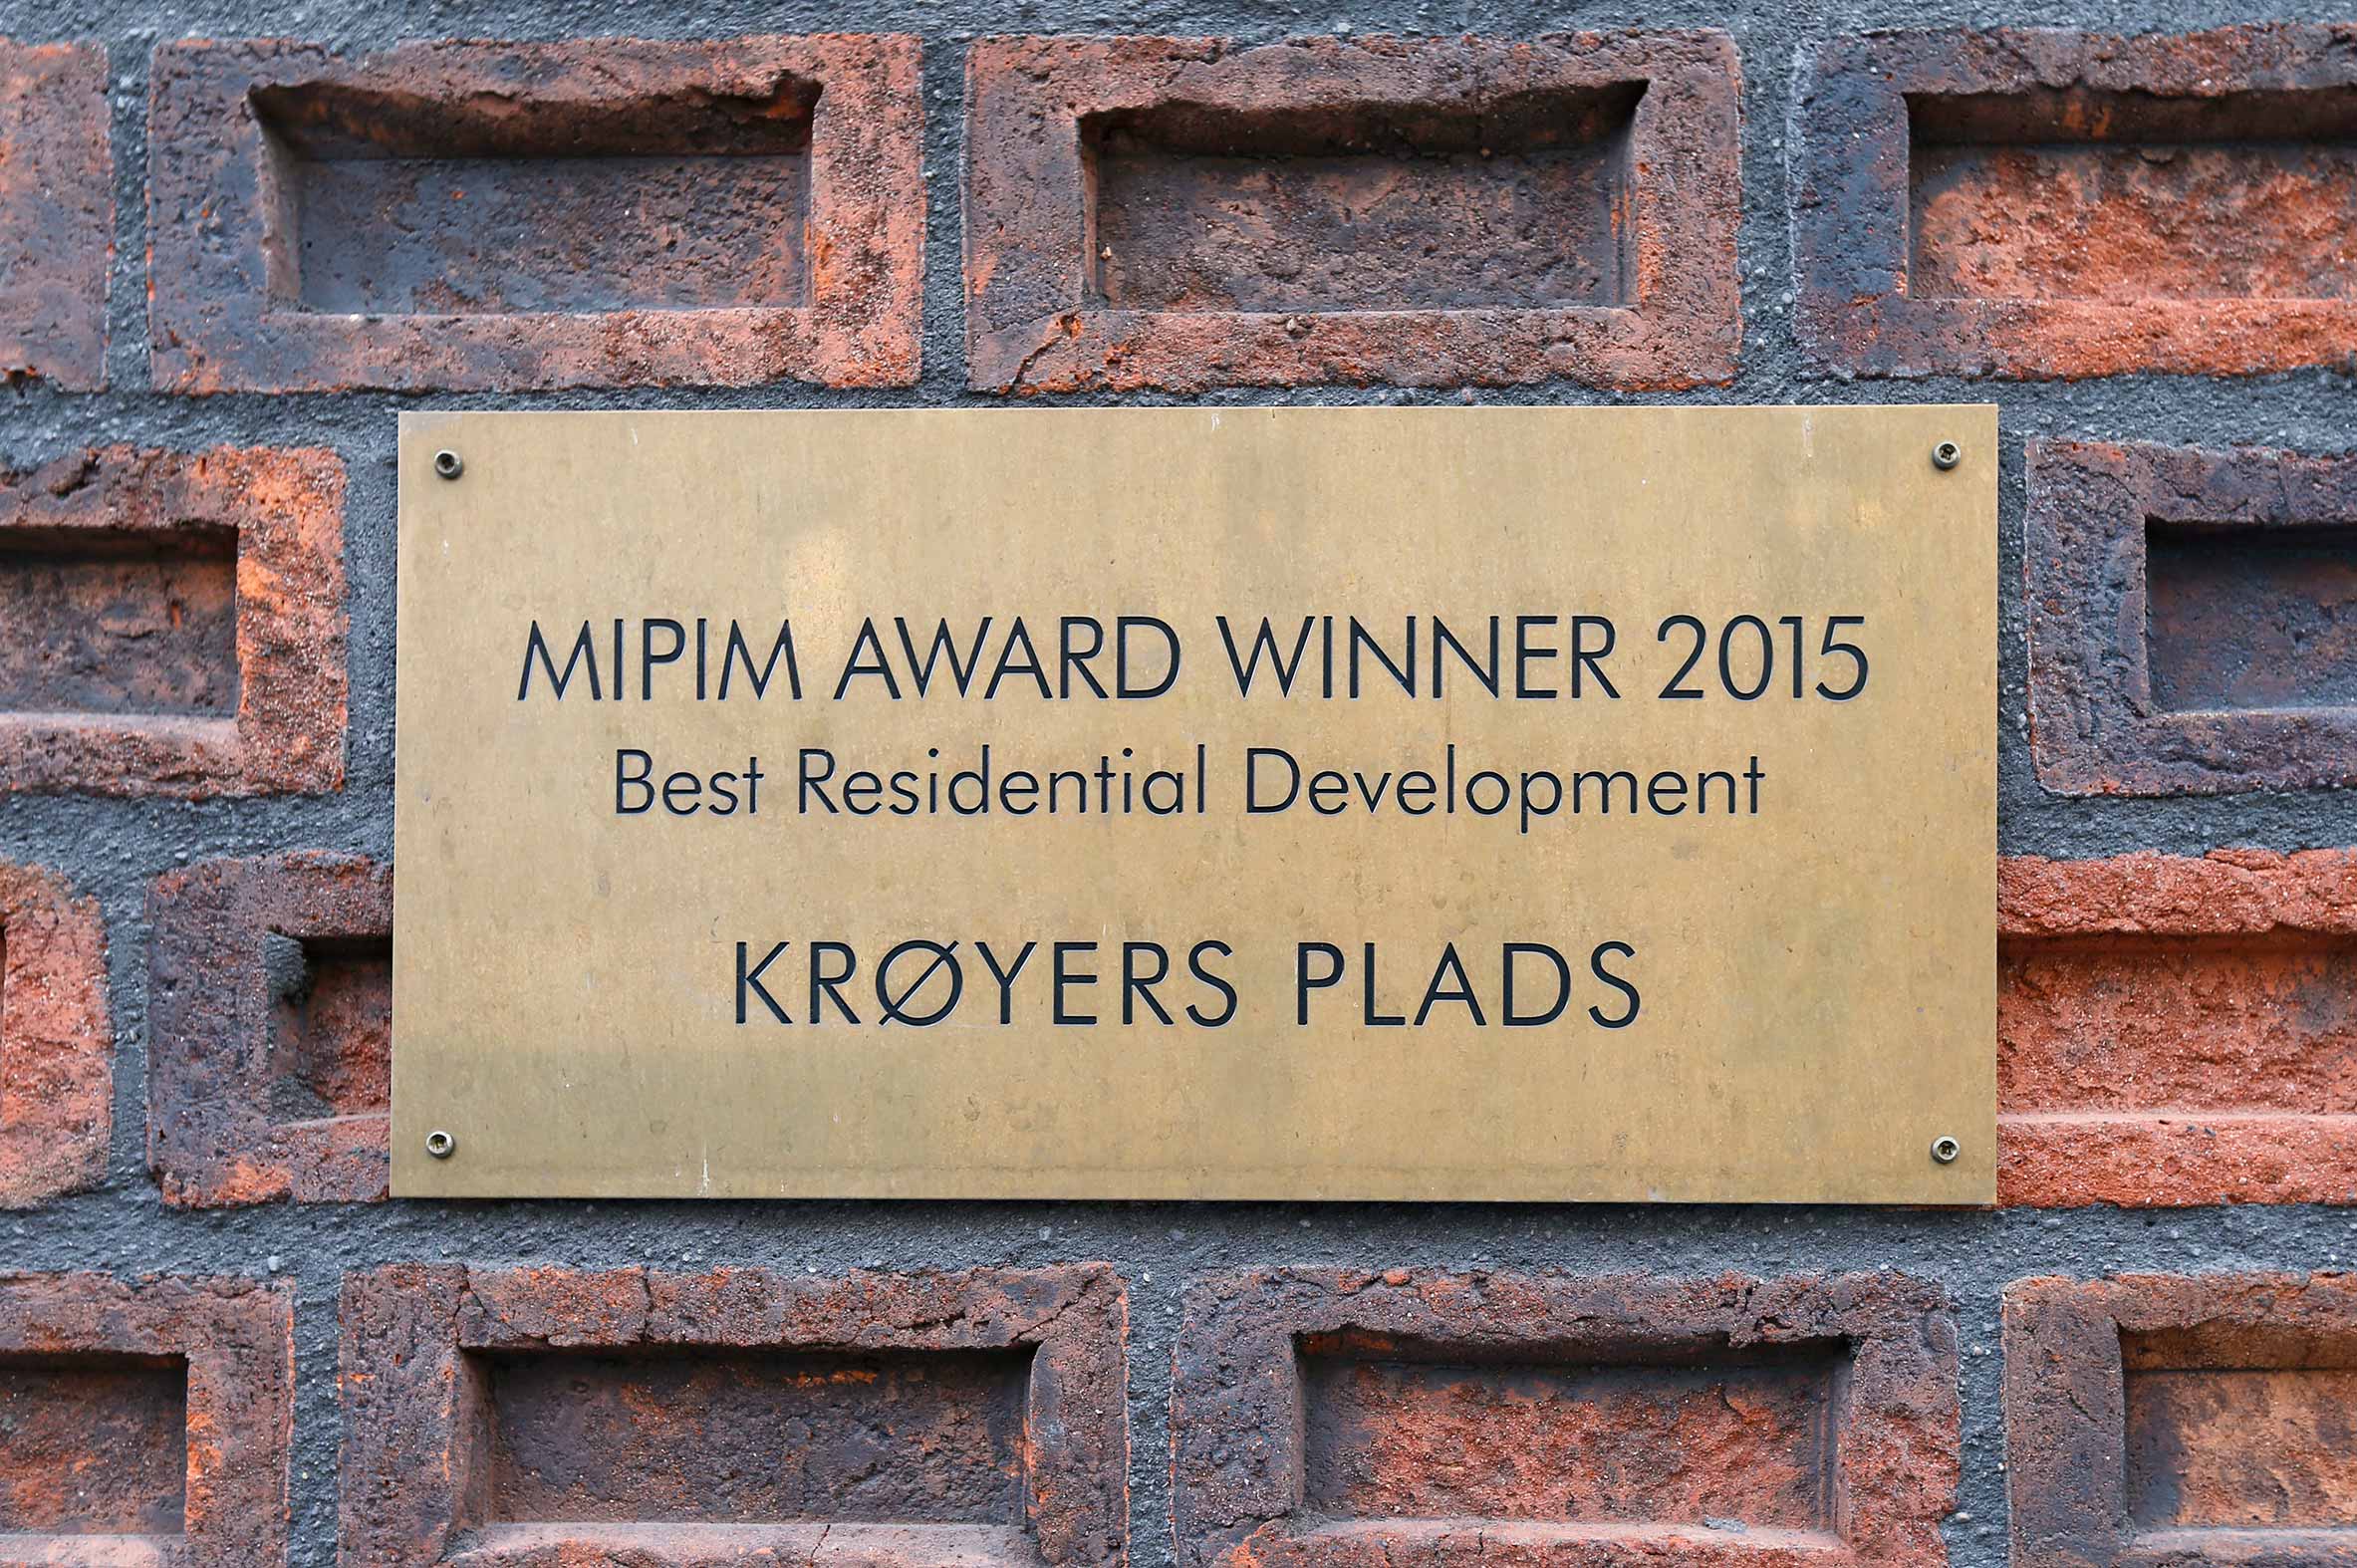 MIPIM AWARD WINNER 2015
Best Residential Development
KRØYERS PLADS